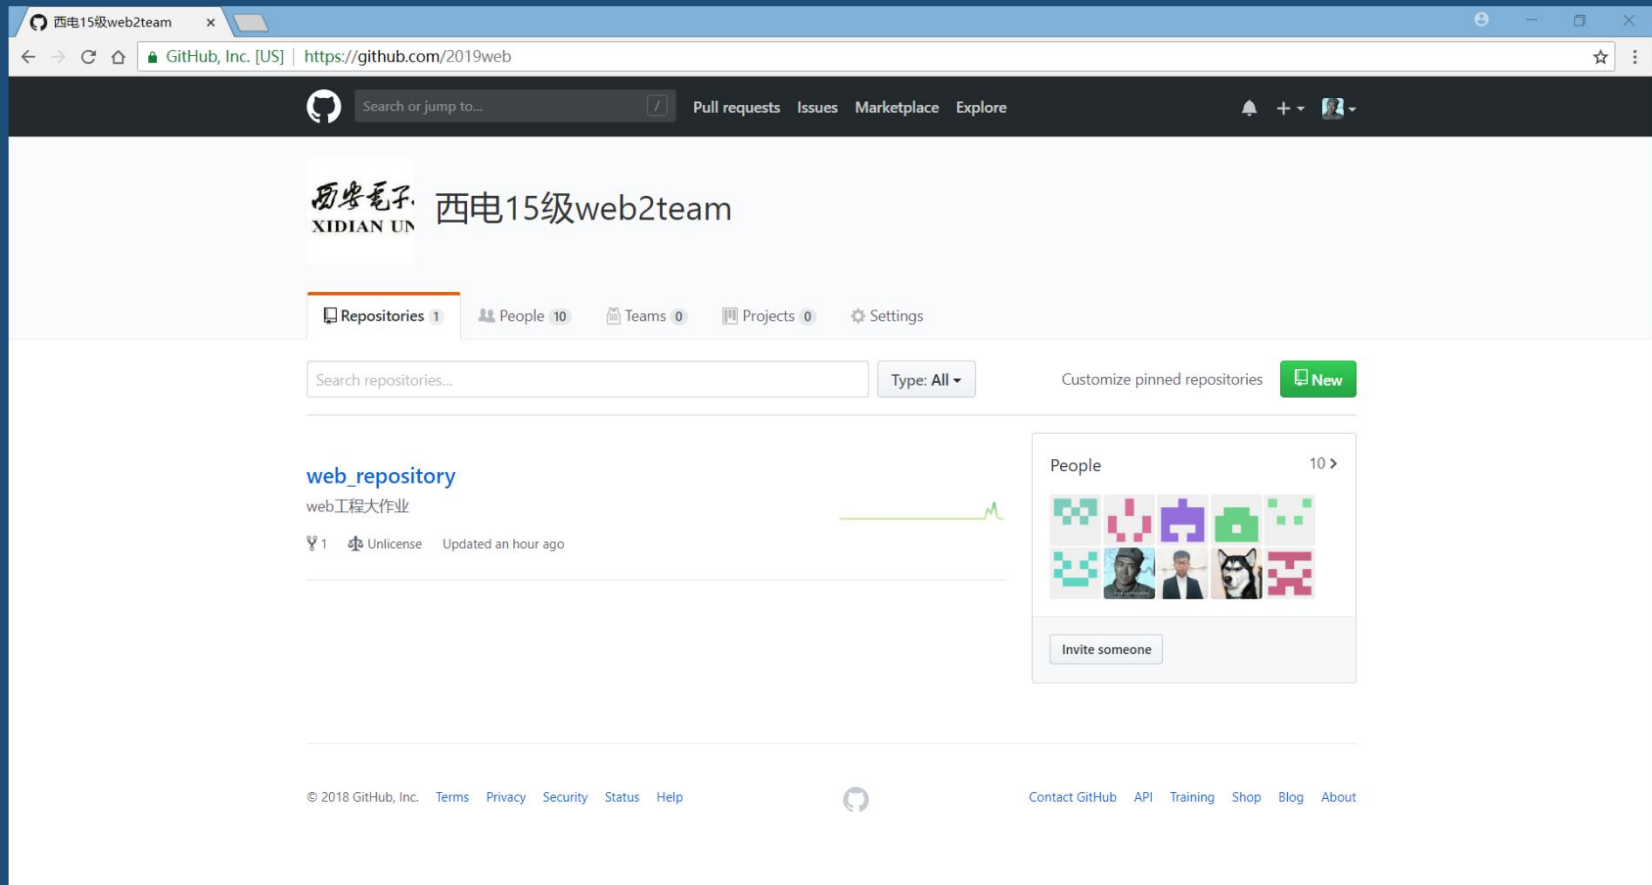 西电15级web2team
GitHub, Inc. [US] | https://github.com/2019web
Search or jump to... / Pull requests Issues Marketplace Explore
西安電子
XIDIAN UN
西电15级web2team
Repositories 1 People 10 Teams 0 Projects 0 Settings
Search repositories... Type: All Customize pinned repositories New
web_repository
web工程大作业
1 Unlicense Updated an hour ago
People 10
Invite someone
© 2018 GitHub, Inc. Terms Privacy Security Status Help Contact GitHub API Training Shop Blog About